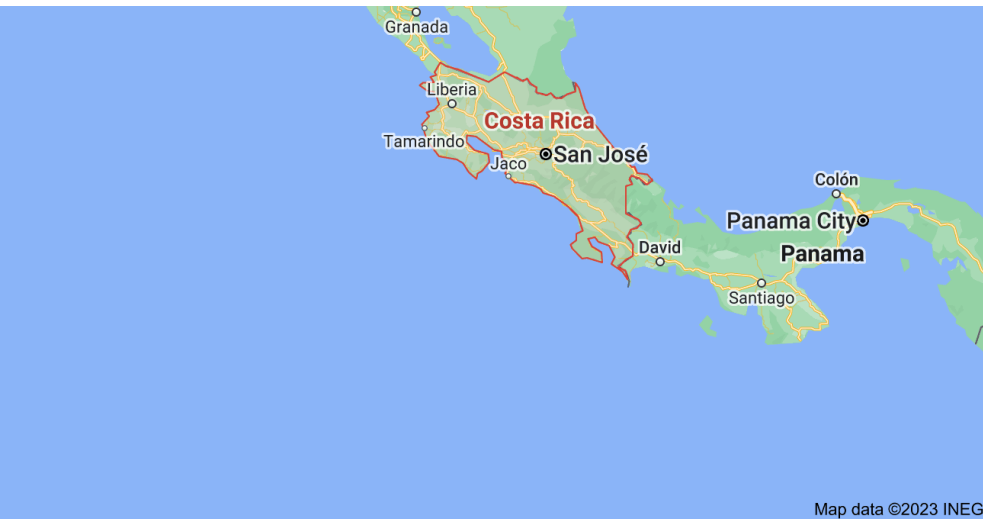 Granada
Liberia
Costa Rica
Tamarindo
San José
Jaco
Colón
Panama City
David
Panama
Santiago
Map data ©2023 INEG